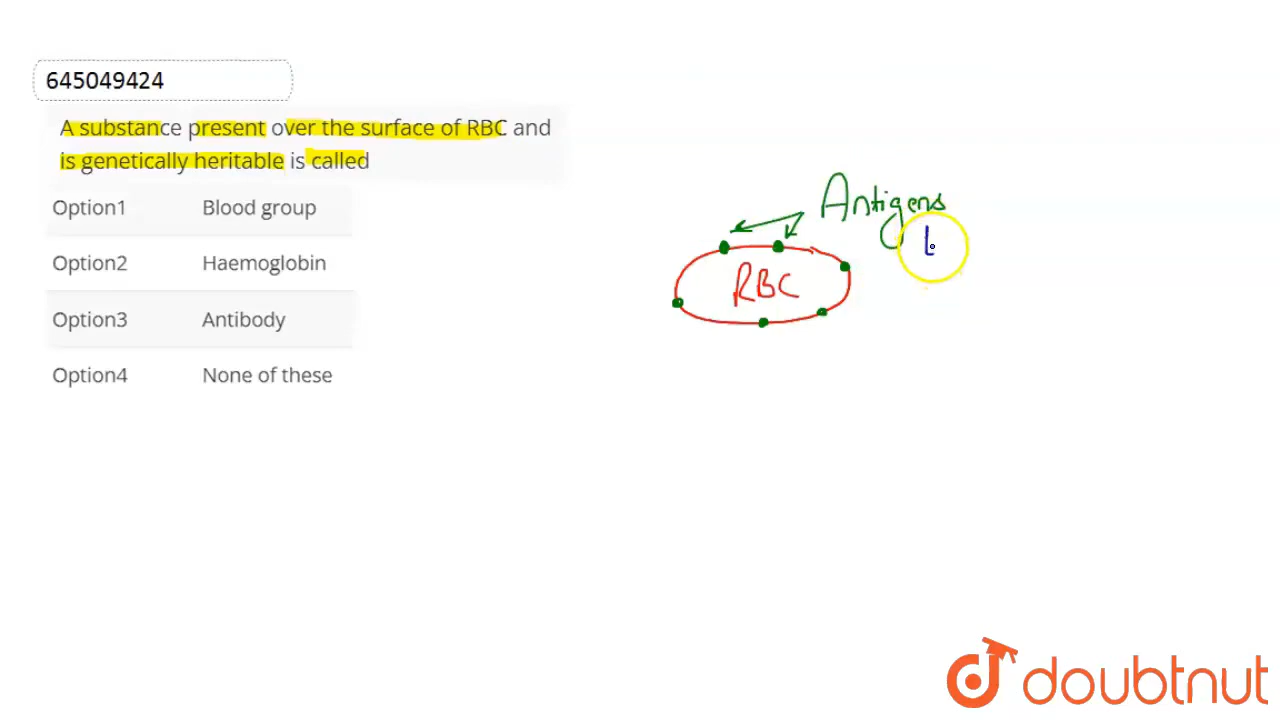 645049424
A substance present over the surface of RBC and
is genetically heritable is called
Option1 Blood group
Option2 Haemoglobin
Option3 Antibody
Option4 None of these
Antigens
RBC
doubtnut